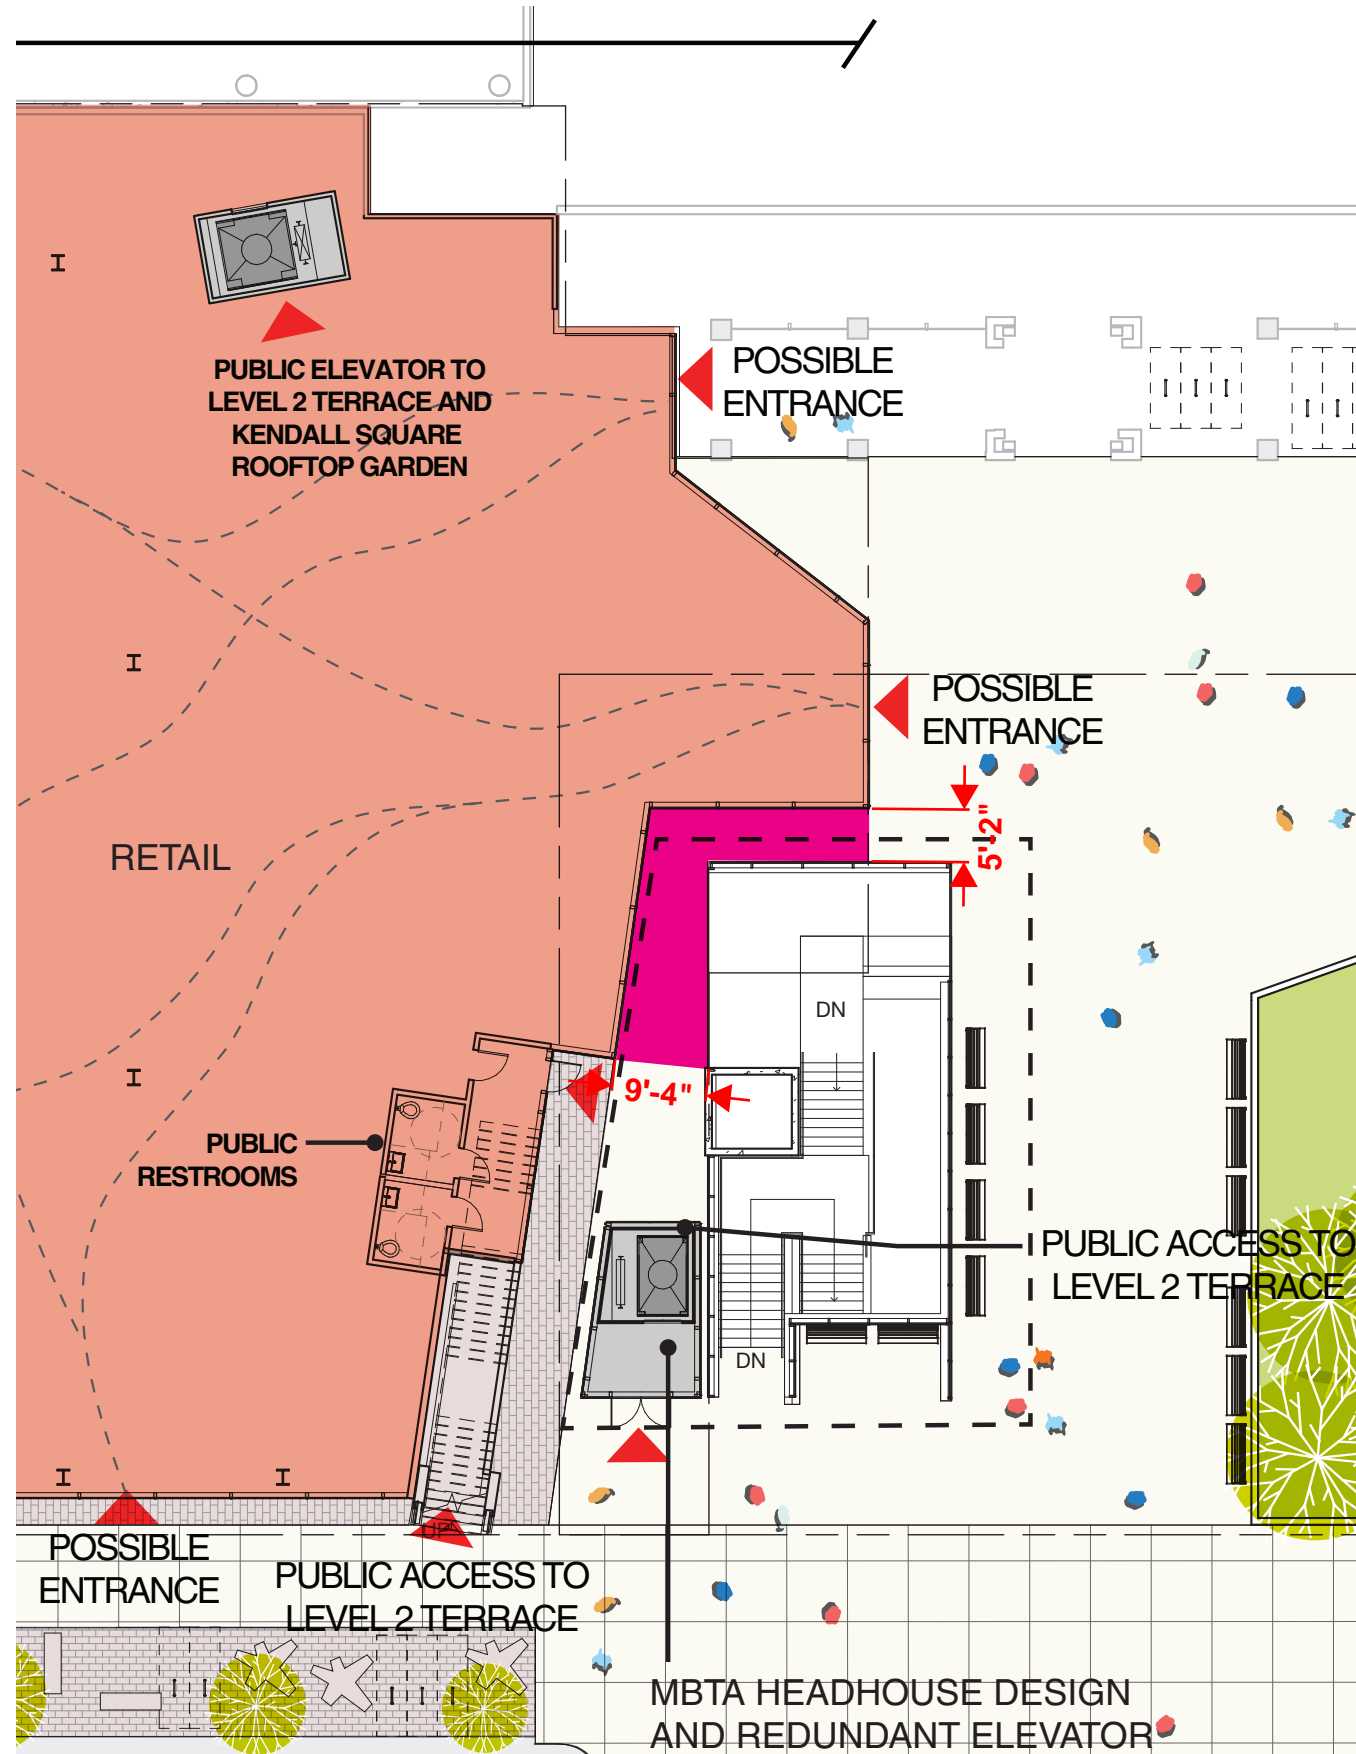 PUBLIC ELEVATOR TO
LEVEL 2 TERRACE AND
KENDALL SQUARE
ROOFTOP GARDEN
POSSIBLE
ENTRANCE
POSSIBLE
ENTRANCE
5'-2"
RETAIL
DN
9'-4"
PUBLIC
RESTROOMS
PUBLIC ACCESS TO
LEVEL 2 TERRACE
DN
UP
POSSIBLE
ENTRANCE
PUBLIC ACCESS TO
LEVEL 2 TERRACE
MBTA HEADHOUSE DESIGN
AND REDUNDANT ELEVATOR